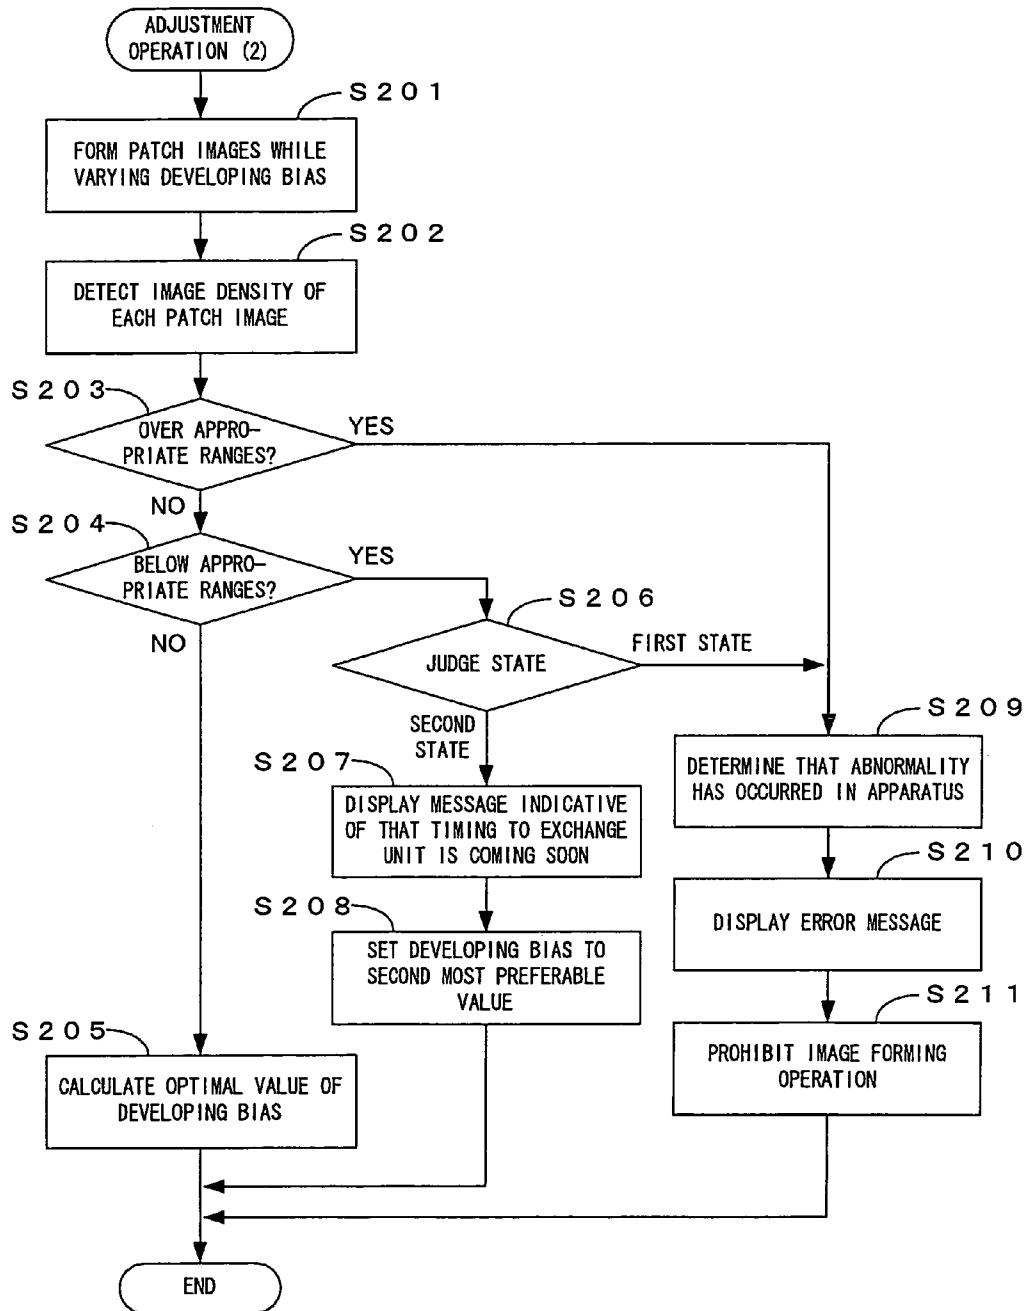 ADJUSTMENT
OPERATION (2)
S201
FORM PATCH IMAGES WHILE
VARYING DEVELOPING BIAS
S202
DETECT IMAGE DENSITY OF
EACH PATCH IMAGE
S203
OVER APPRO-
PRIATE RANGES?
YES
NO
S204
BELOW APPRO-
PRIATE RANGES?
YES
NO
S206
JUDGE STATE
FIRST STATE
SECOND
STATE
S207
DISPLAY MESSAGE INDICATIVE
OF THAT TIMING TO EXCHANGE
UNIT IS COMING SOON
S208
SET DEVELOPING BIAS TO
SECOND MOST PREFERABLE
VALUE
S209
DETERMINE THAT ABNORMALITY
HAS OCCURRED IN APPARATUS
S210
DISPLAY ERROR MESSAGE
S211
PROHIBIT IMAGE FORMING
OPERATION
S205
CALCULATE OPTIMAL VALUE OF
DEVELOPING BIAS
END